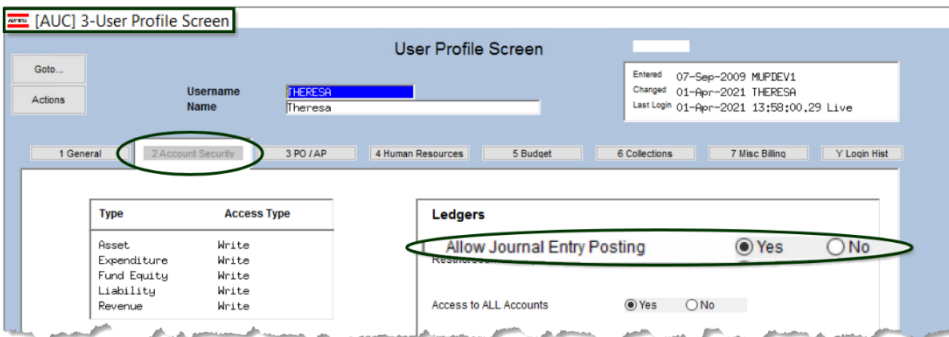 [AUC] 3-User Profile Screen
User Profile Screen
Goto...
Actions
Username THERESA
Name Theresa
Entered 07-Sep-2009 MUPDEV1
Changed 01-Apr-2021 THERESA
Last Login 01-Apr-2021 13:58:00.29 Live
1 General 2 Account Security 3 PO / AP 4 Human Resources 5 Budget 6 Collections 7 Misc Billing Y Login Hist
Type Access Type
Asset Write
Expenditure Write
Fund Equity Write
Liability Write
Revenue Write
Ledgers
Allow Journal Entry Posting Yes No
Access to ALL Accounts Yes No